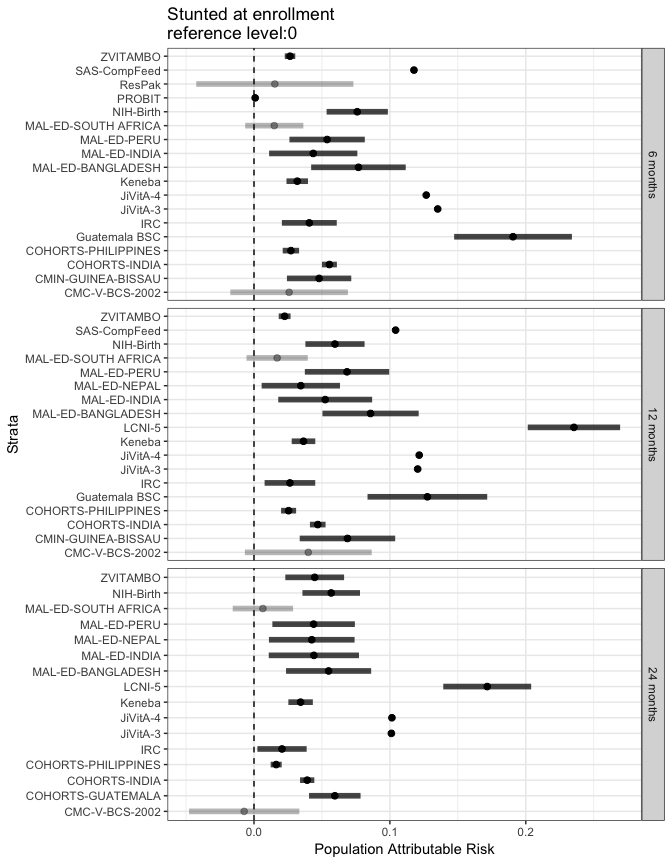 Stunted at enrollment
reference level:0
ZVITAMBO
SAS-CompFeed
ResPak
PROBIT
NIH-Birth
MAL-ED-SOUTH AFRICA
MAL-ED-PERU
MAL-ED-INDIA
MAL-ED-BANGLADESH
Keneba
JiVitA-4
JiVitA-3
IRC
Guatemala BSC
COHORTS-PHILIPPINES
COHORTS-INDIA
CMIN-GUINEA-BISSAU
CMC-V-BCS-2002
6 months
ZVITAMBO
SAS-CompFeed
NIH-Birth
MAL-ED-SOUTH AFRICA
MAL-ED-PERU
MAL-ED-NEPAL
MAL-ED-INDIA
MAL-ED-BANGLADESH
LCNI-5
Keneba
JiVitA-4
JiVitA-3
IRC
Guatemala BSC
COHORTS-PHILIPPINES
COHORTS-INDIA
CMIN-GUINEA-BISSAU
CMC-V-BCS-2002
12 months
Strata
ZVITAMBO
NIH-Birth
MAL-ED-SOUTH AFRICA
MAL-ED-PERU
MAL-ED-NEPAL
MAL-ED-INDIA
MAL-ED-BANGLADESH
LCNI-5
Keneba
JiVitA-4
JiVitA-3
IRC
COHORTS-PHILIPPINES
COHORTS-INDIA
COHORTS-GUATEMALA
CMC-V-BCS-2002
24 months
0.0 0.1 0.2
Population Attributable Risk